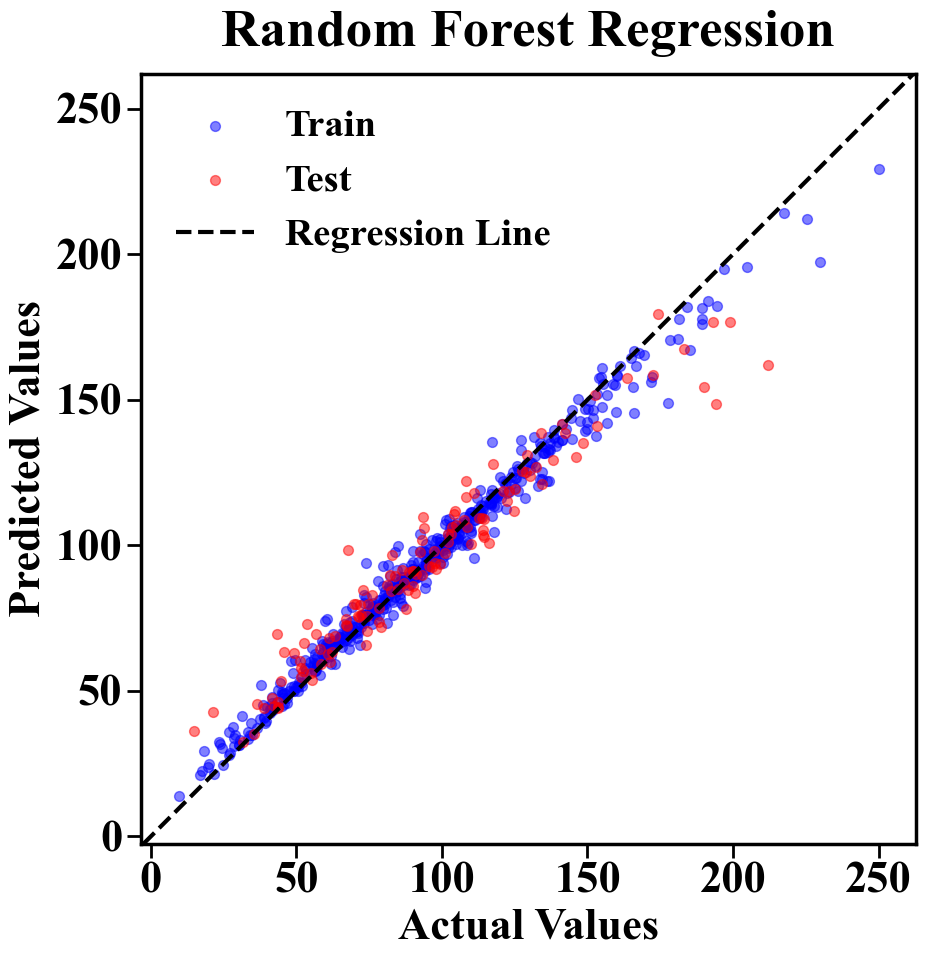 Random Forest Regression
Train
Test
Regression Line
Predicted Values
250
200
150
100
50
0
0 50 100 150 200 250
Actual Values